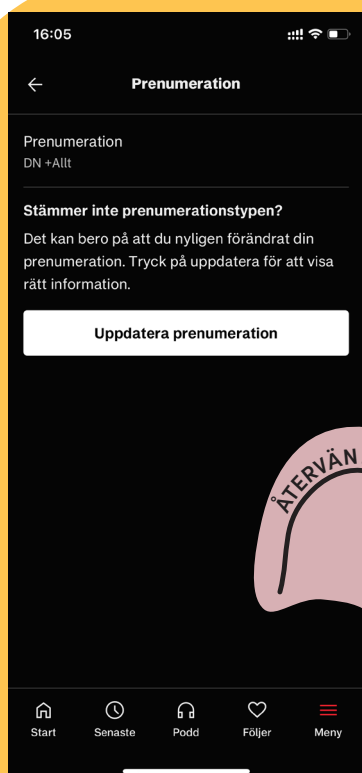 16:05
Prenumeration
Prenumeration
DN +Allt
Stämmer inte prenumerationstypen?
Det kan bero på att du nyligen förändrat din
prenumeration. Tryck på uppdatera för att visa
rätt information.
Uppdatera prenumeration
ÅTERVÄN
Start Senaste Podd Följer Meny